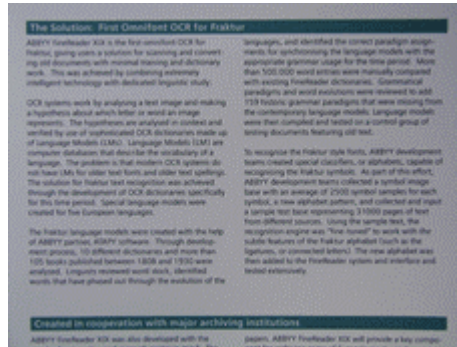 The Solution: First Omnifont OCR for Fraktur
ABBYY FineReader XIX is the first omnifont OCR for
Fraktur, giving users a solution for scanning and convert-
ing old documents with minimal training and dictionary
work. This was achieved by combining extremely
intelligent technology with dedicated linguistic study.
OCR systems work by analysing a text image and making
a hypothesis about which letter or word an image
represents. The hypotheses are analysed in context and
verified by use of sophisticated OCR dictionaries made up
of Language Models (LMs). Language Models (LM) are
computer databases that describe the vocabulary of a
language. The problem is that modern OCR systems do
not have LMs for older text fonts and older text spellings.
The solution for Fraktur text recognition was achieved
through the development of OCR dictionaries specifically
for this time period. Special language models were
created for five European languages.
The Fraktur language models were created with the help
of ABBYY partner, ATAPY software. Through develop-
ment process, 10 different dictionaries and more than
105 books published between 1808 and 1930 were
analysed. Linguists reviewed word stock, identified
words that have phased out through the evolution of the
languages, and identified the correct paradigm assign-
ments for synchronising the language models with the
appropriate grammar usage for the time period. More
than 500,000 word entries were manually compared
with existing FineReader dictionaries. Grammatical
paradigms and word evolutions were reviewed to add
159 historic grammar paradigms that were missing from
the contemporary language models. Language models
were then compiled and tested on a control group of
testing documents featuring old text.
To recognise the Fraktur style fonts, ABBYY development
teams created special classifiers, or alphabets, capable of
recognising the Fraktur symbols. As part of this effort,
ABBYY development teams collected a symbol image
base with an average of 2500 symbol samples for each
symbol, a new alphabet pattern, and collected and input
a sample text base representing 31000 pages of text
from different sources. Using the sample text, the
recognition engine was "fine tuned" to work with the
subtle features of the Fraktur alphabet (such as the
ligatures, or connected letters). The new alphabet was
then added to the FineReader system and interface and
tested extensively.
Created in cooperation with major archiving institutions
ABBYY FineReader XIX was also developed with the
papers. ABBYY FineReader XIX will provide a key compo-